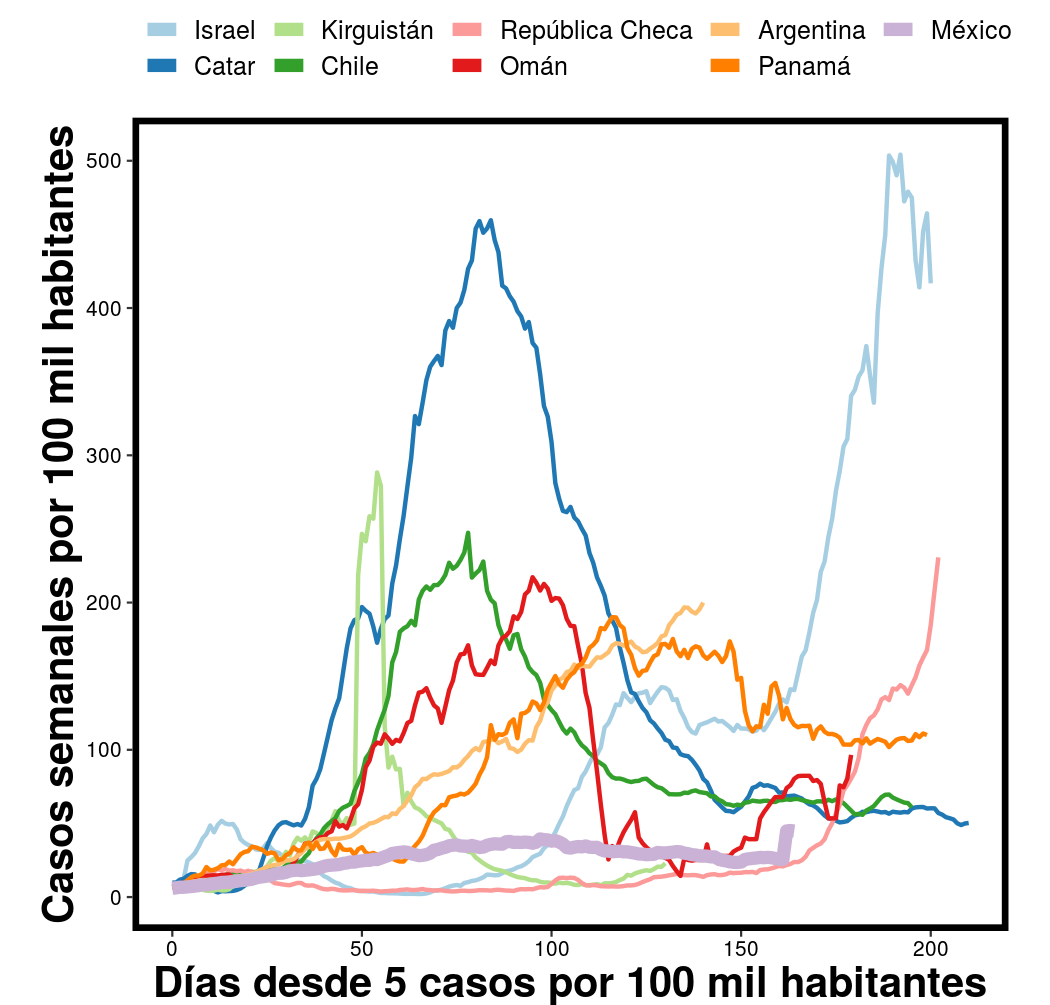 Israel Kirguistán República Checa Argentina México
Catar Chile Omán Panamá
Casos semanales por 100 mil habitantes
500
400
300
200
100
0
0 50 100 150 200
Días desde 5 casos por 100 mil habitantes